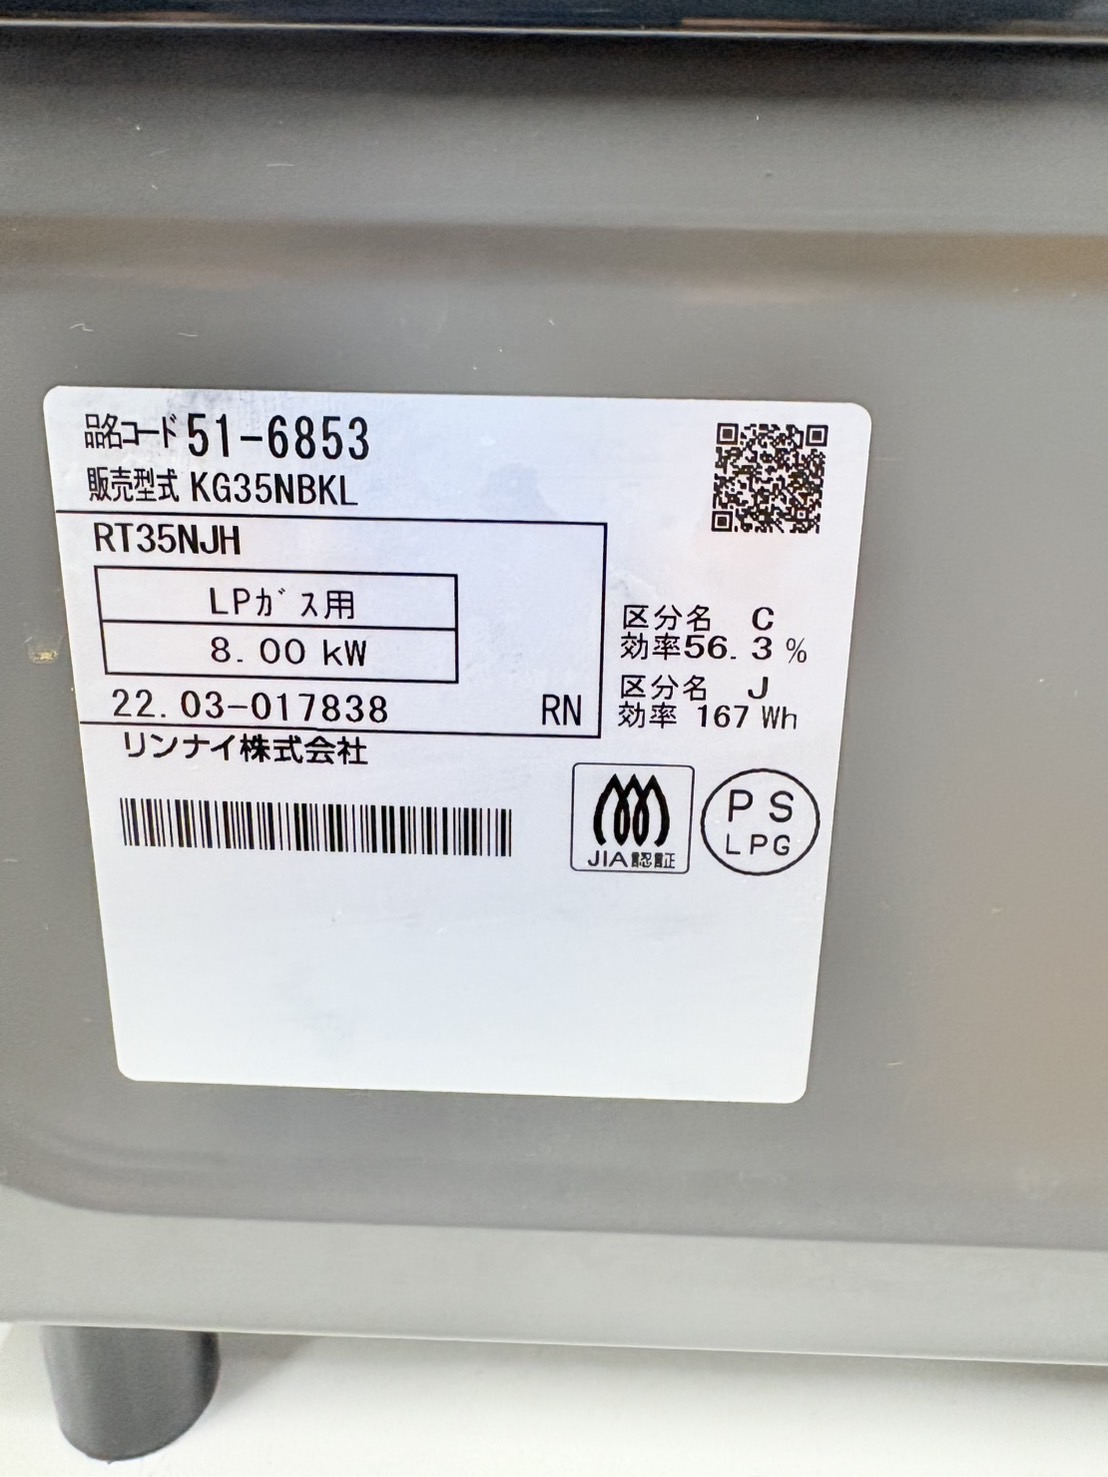 品名コード 51-6853
販売型式 KG35NBKL
RT35NJH
LPガス用
8.00 kW
22.03-017838 RN
リンナイ株式会社
区分名 C
効率56.3 %
区分名 J
効率 167 Wh
JIA認証
PS
LPG